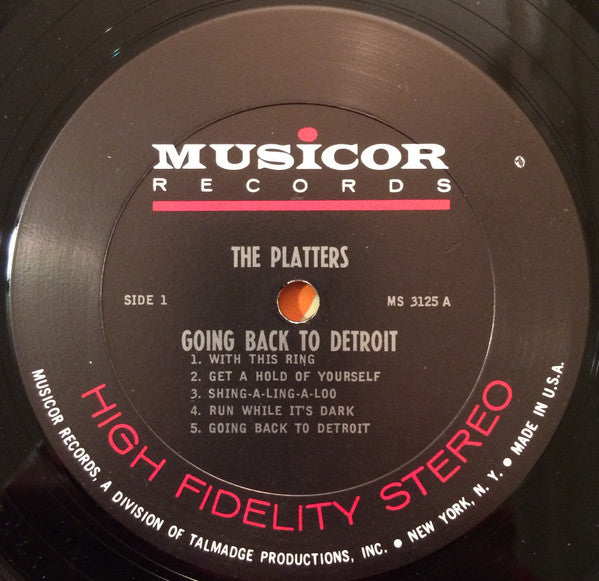 MUSICOR
RECORDS
THE PLATTERS
SIDE 1
MS 3125 A
GOING BACK TO DETROIT
1. WITH THIS RING
2. GET A HOLD OF YOURSELF
3. SHING-A-LING-A-LOO
4. RUN WHILE IT'S DARK
5. GOING BACK TO DETROIT
HIGH FIDELITY STEREO
MUSICOR RECORDS, A DIVISION OF TALMADGE PRODUCTIONS, INC. • NEW YORK, N. Y. • MADE IN U.S.A.